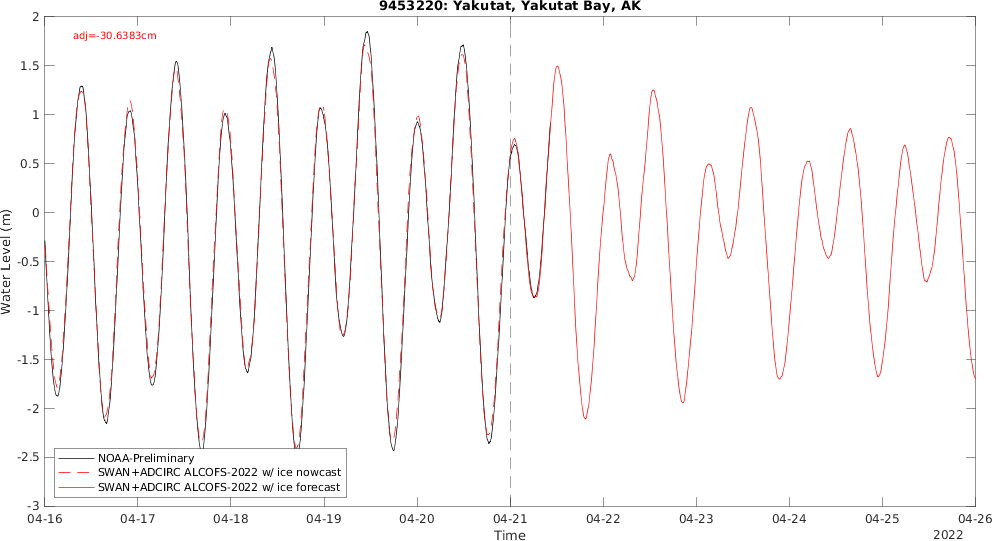 9453220: Yakutat, Yakutat Bay, AK
adj=-30.6383cm
2
1.5
1
0.5
0
-0.5
-1
-1.5
-2
-2.5
-3
Water Level (m)
NOAA-Preliminary
SWAN+ADCIRC ALCOFS-2022 w/ ice nowcast
SWAN+ADCIRC ALCOFS-2022 w/ ice forecast
04-16 04-17 04-18 04-19 04-20 04-21 04-22 04-23 04-24 04-25 04-26
Time
2022